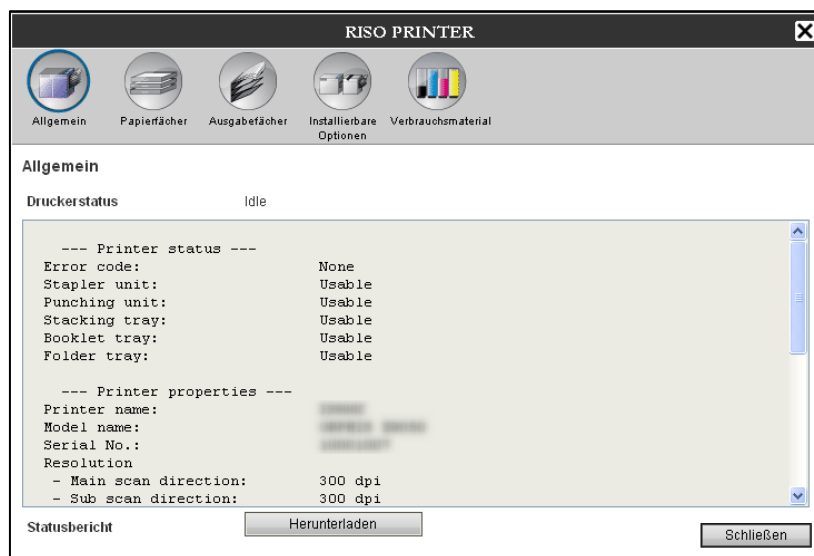 RISO PRINTER
Allgemein
Papierfächer
Ausgabefächer
Installierbare
Optionen
Verbrauchsmaterial
Allgemein
Druckerstatus Idle
--- Printer status ---
Error code: None
Stapler unit: Usable
Punching unit: Usable
Stacking tray: Usable
Booklet tray: Usable
Folder tray: Usable
--- Printer properties ---
Printer name:
Model name:
Serial No.:
Resolution
- Main scan direction: 300 dpi
- Sub scan direction: 300 dpi
Statusbericht Herunterladen
Schließen